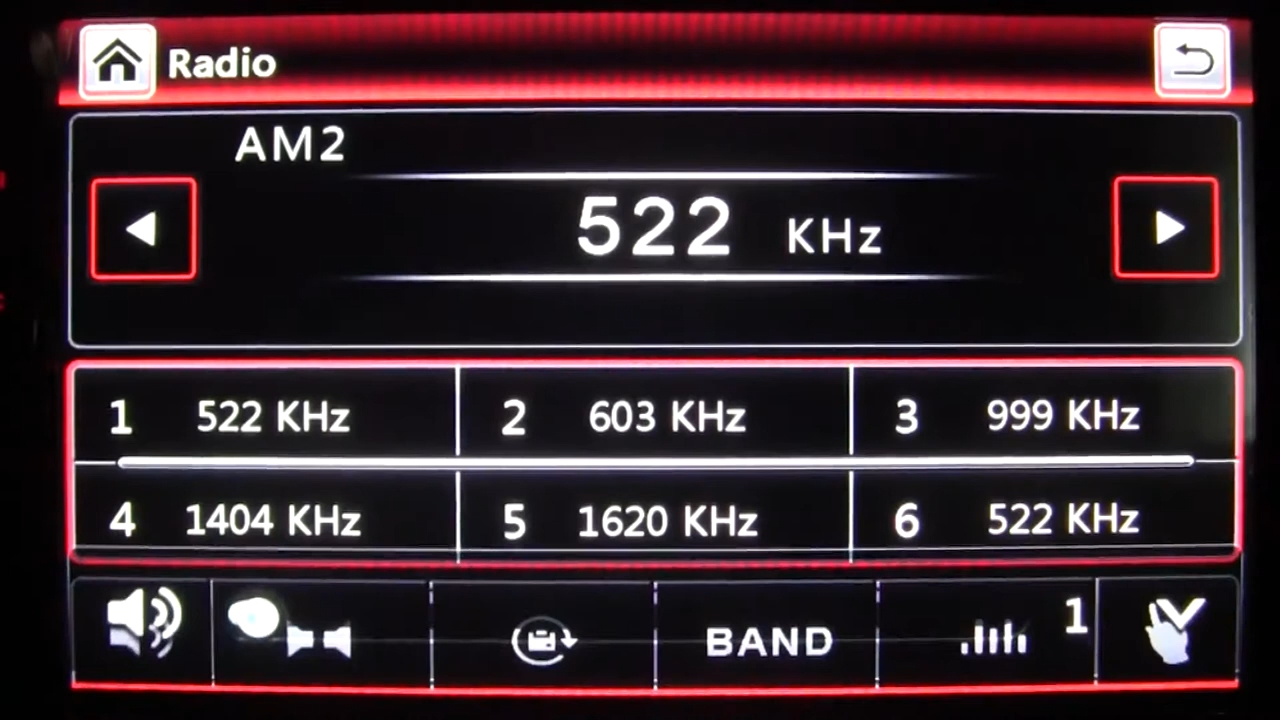 Radio
AM2
522 KHz
1 522 KHz 2 603 KHz 3 999 KHz
4 1404 KHz 5 1620 KHz 6 522 KHz
BAND 1